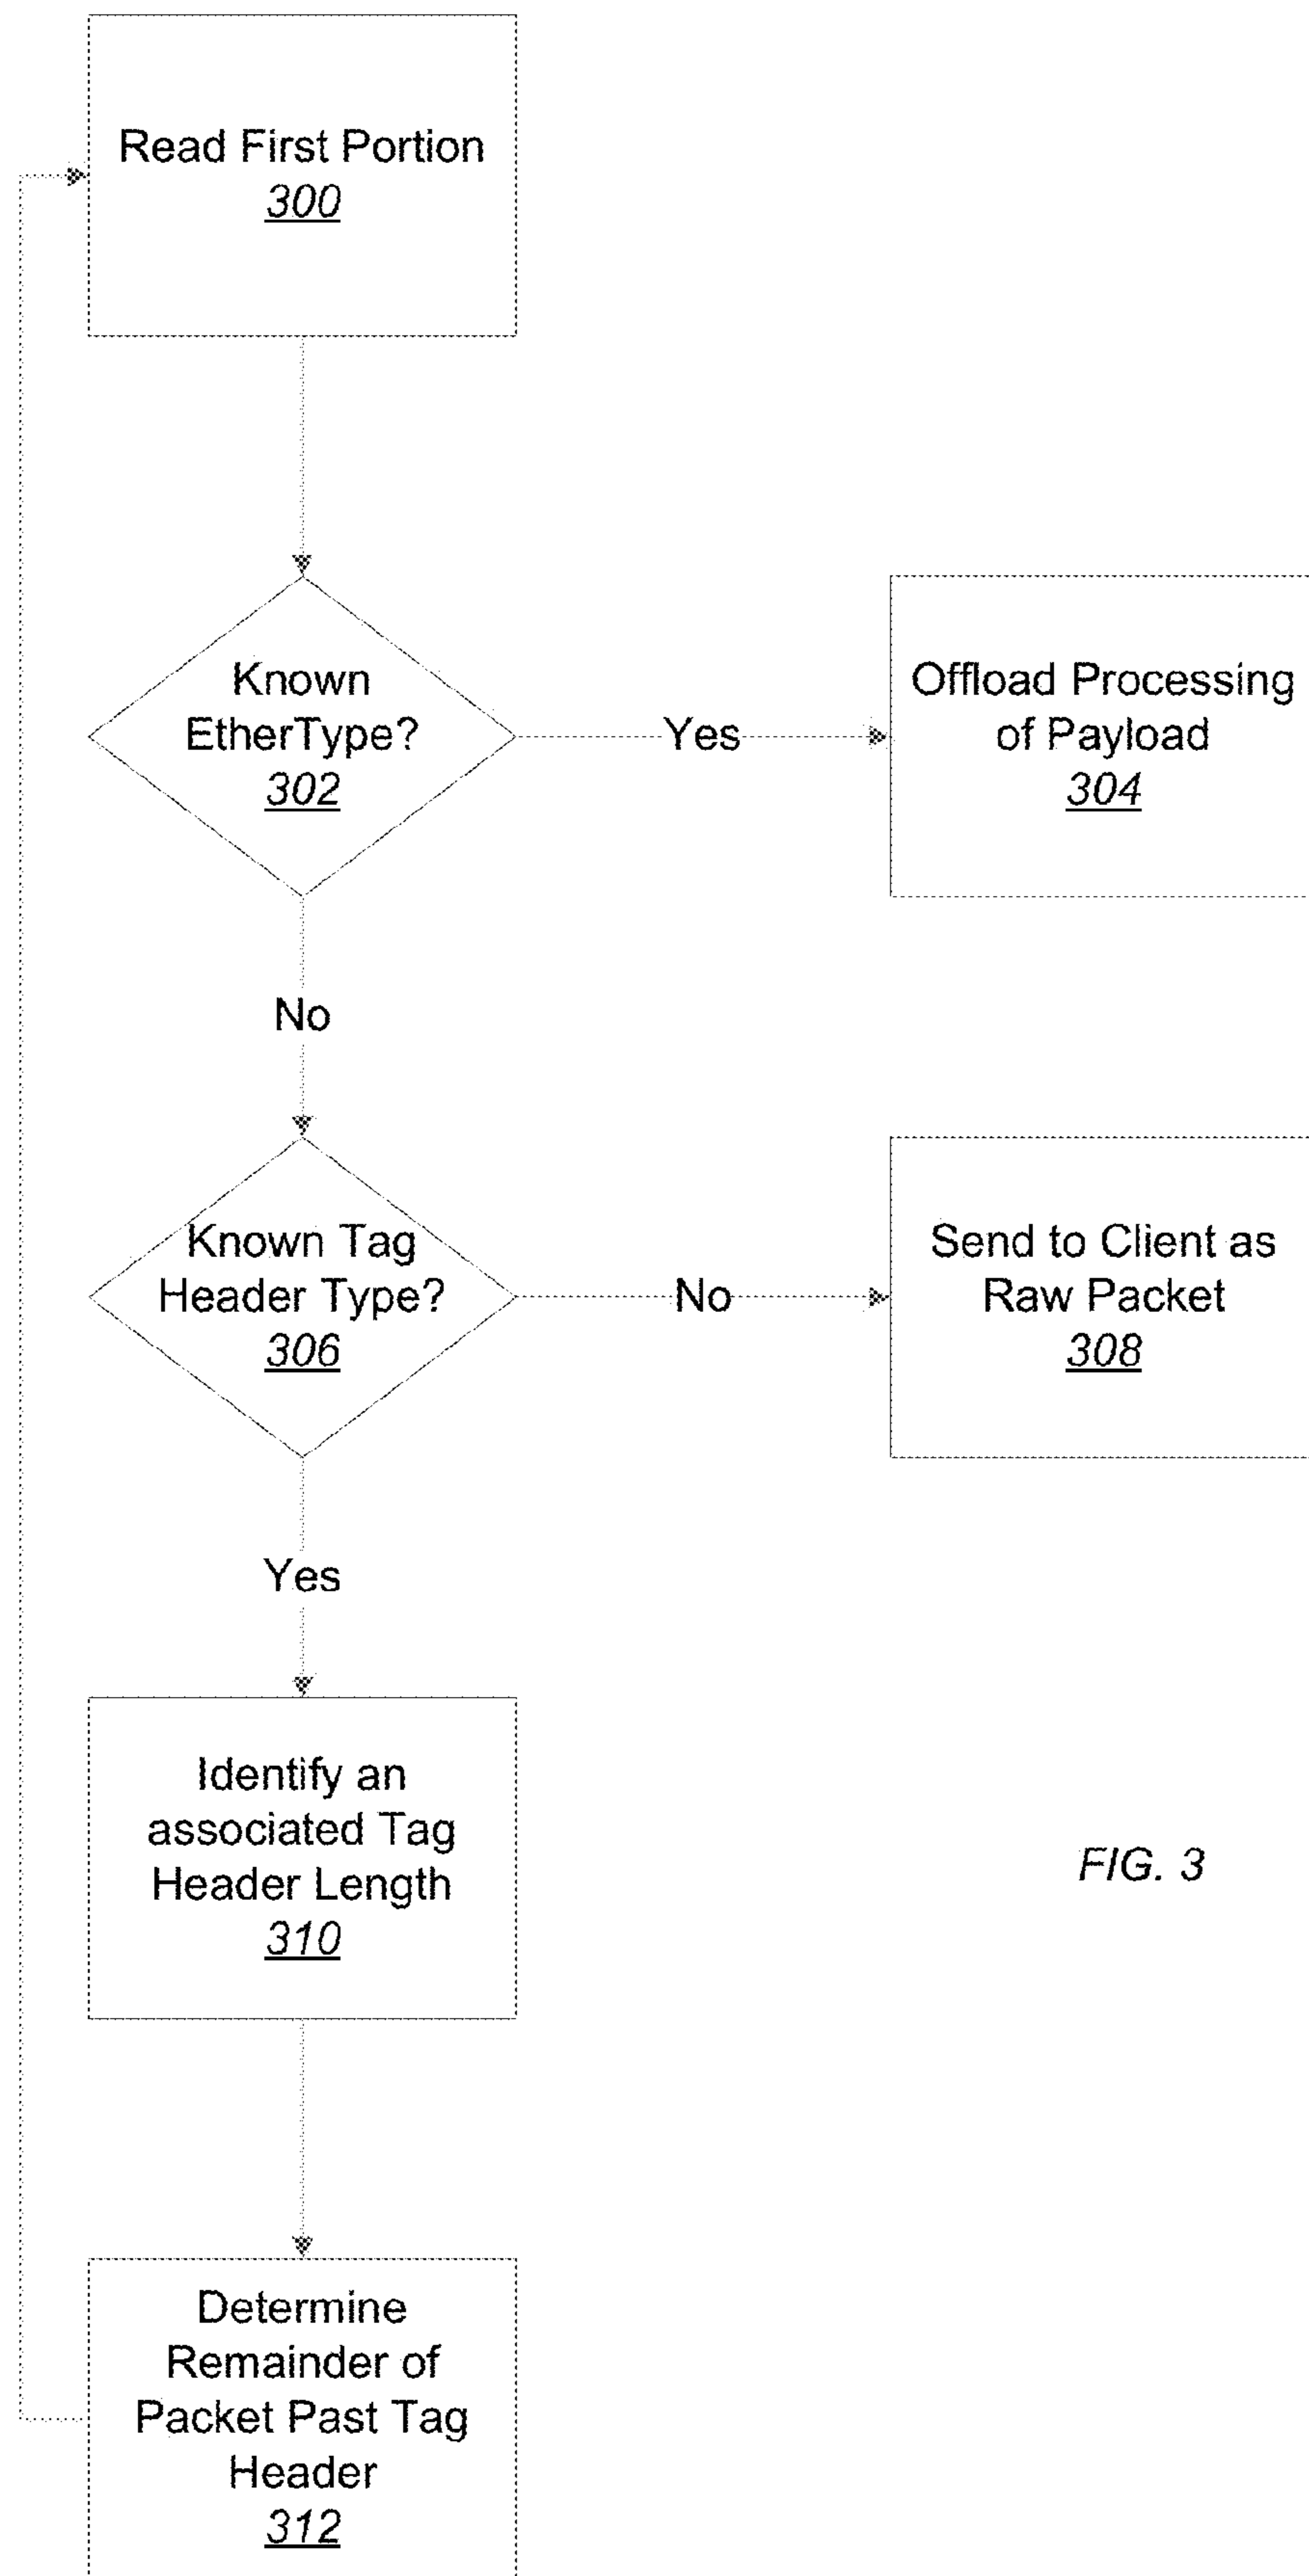 Read First Portion
300
Known
EtherType?
302
Yes
Offload Processing
of Payload
304
No
Known Tag
Header Type?
306
No
Send to Client as
Raw Packet
308
Yes
Identify an
associated Tag
Header Length
310
FIG. 3
Determine
Remainder of
Packet Past Tag
Header
312